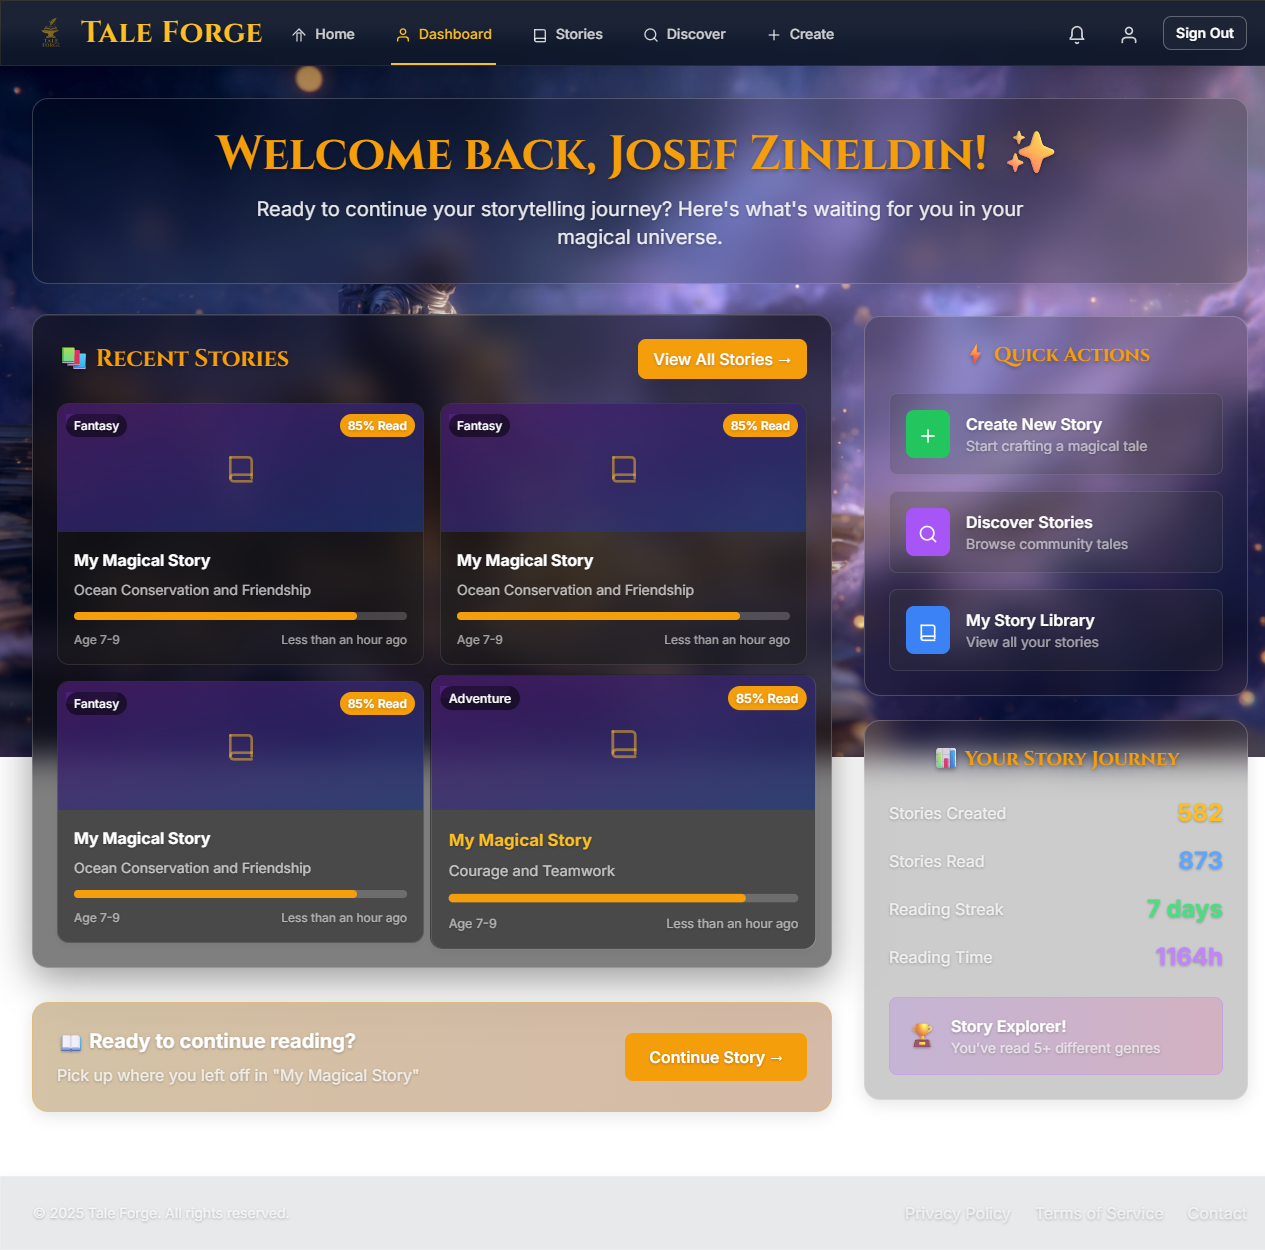 TALE FORGE
Home
Dashboard
Stories
Discover
Create
Sign Out
WELCOME BACK, JOSEF ZINELDIN! ✨
Ready to continue your storytelling journey? Here's what's waiting for you in your
magical universe.
📚 RECENT STORIES
View All Stories →
Fantasy
85% Read
My Magical Story
Ocean Conservation and Friendship
Age 7-9
Less than an hour ago
Fantasy
85% Read
My Magical Story
Ocean Conservation and Friendship
Age 7-9
Less than an hour ago
Fantasy
85% Read
My Magical Story
Ocean Conservation and Friendship
Age 7-9
Less than an hour ago
Adventure
85% Read
My Magical Story
Courage and Teamwork
Age 7-9
Less than an hour ago
📖 Ready to continue reading?
Pick up where you left off in "My Magical Story"
Continue Story →
⚡ QUICK ACTIONS
Create New Story
Start crafting a magical tale
Discover Stories
Browse community tales
My Story Library
View all your stories
📊 YOUR STORY JOURNEY
Stories Created 582
Stories Read 873
Reading Streak 7 days
Reading Time 1164h
🏆 Story Explorer!
You've read 5+ different genres
© 2025 Tale Forge. All rights reserved.
Privacy Policy
Terms of Service
Contact